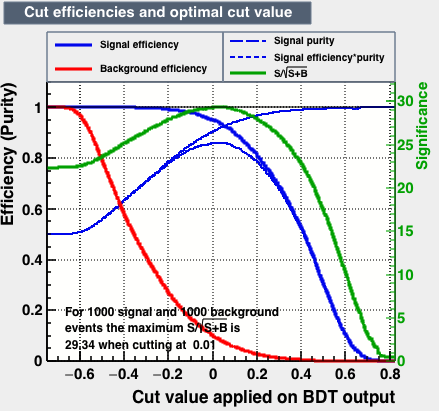 Cut efficiencies and optimal cut value
Signal efficiency
Background efficiency
Signal purity
Signal efficiency*purity
S/√S+B
Efficiency (Purity)
1
0.8
0.6
0.4
0.2
0
Significance
30
25
20
15
10
5
0
For 1000 signal and 1000 background
events the maximum S/√S+B is
29.34 when cutting at 0.01
−0.6 −0.4 −0.2 0 0.2 0.4 0.6 0.8
Cut value applied on BDT output